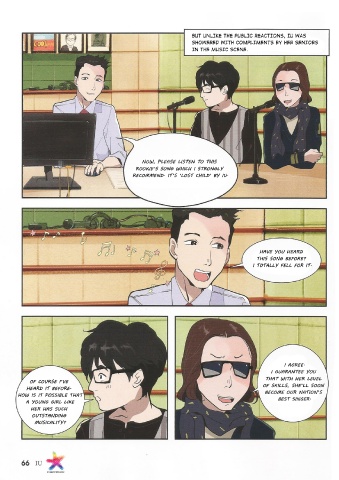 BUT UNLIKE THE PUBLIC REACTIONS, IU WAS
SHOWERED WITH COMPLIMENTS BY HER SENIORS
IN THE MUSIC SCENE.
NOW, PLEASE LISTEN TO THIS
ROOKIE'S SONG WHICH I STRONGLY
RECOMMEND. IT'S 'LOST CHILD' BY IU.
HAVE YOU HEARD
THIS SONG BEFORE?
I TOTALLY FELL FOR IT.
OF COURSE I'VE
HEARD IT BEFORE.
HOW IS IT POSSIBLE THAT
A YOUNG GIRL LIKE
HER HAS SUCH
OUTSTANDING
MUSICALITY?
I AGREE.
I GUARANTEE YOU
THAT WITH HER LEVEL
OF SKILLS, SHE'LL SOON
BECOME OUR NATION'S
BEST SINGER.
66 IU